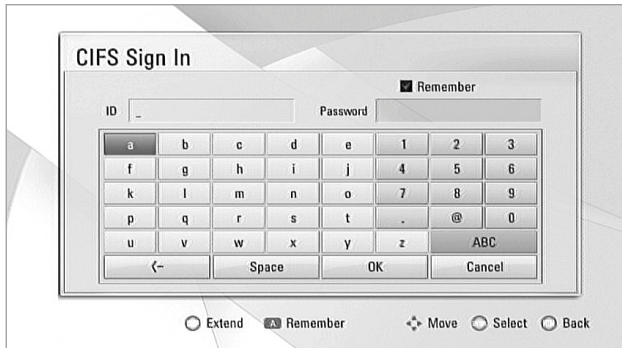 CIFS Sign In
Remember
ID _ Password
a b c d e 1 2 3
f g h i j 4 5 6
k l m n o 7 8 9
p q r s t . @ 0
u v w x y z ABC
<- Space OK Cancel
Extend A Remember Move Select Back